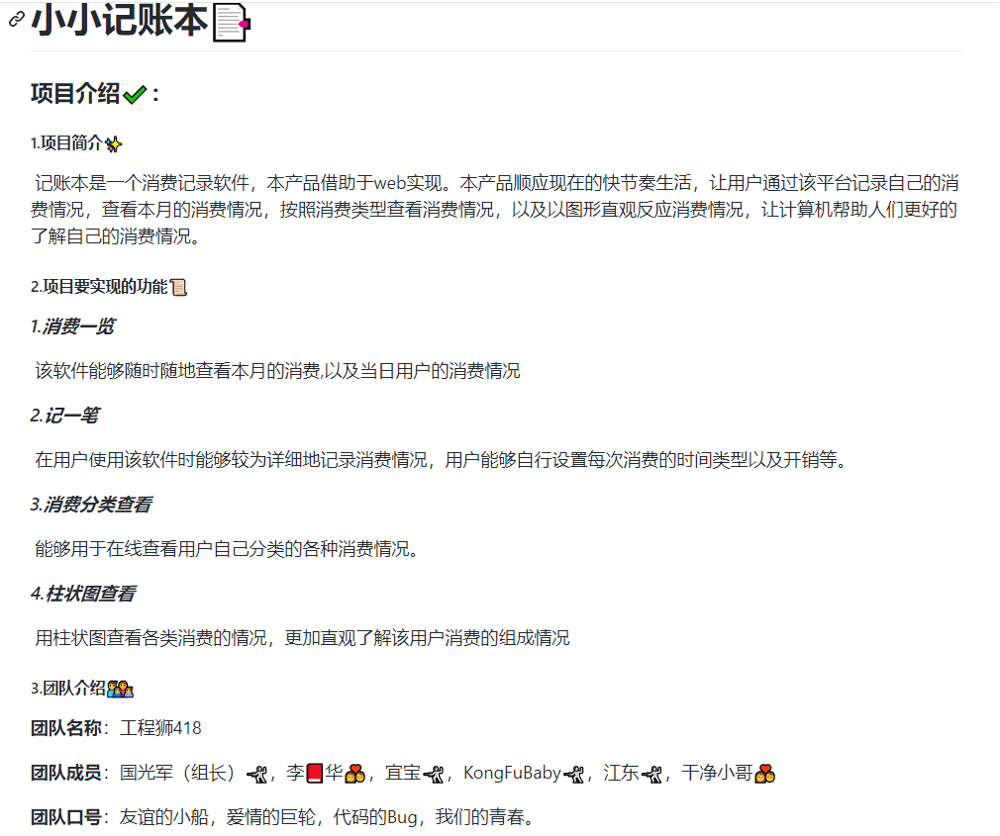 小小记账本📑
项目介绍✔：
1.项目简介✨
记账本是一个消费记录软件，本产品借助于web实现。本产品顺应现在的快节奏生活，让用户通过该平台记录自己的消
费情况，查看本月的消费情况，按照消费类型查看消费情况，以及以图形直观反应消费情况，让计算机帮助人们更好的
了解自己的消费情况。
2.项目要实现的功能📜
1.消费一览
该软件能够随时随地查看本月的消费,以及当日用户的消费情况
2.记一笔
在用户使用该软件时能够较为详细地记录消费情况，用户能够自行设置每次消费的时间类型以及开销等。
3.消费分类查看
能够用于在线查看用户自己分类的各种消费情况。
4.柱状图查看
用柱状图查看各类消费的情况，更加直观了解该用户消费的组成情况
3.团队介绍👨‍👩‍👧‍👦
团队名称：工程狮418
团队成员：国光军（组长）🔫，李📕华💑，宜宝🔫，KongFuBaby🔫，江东🔫，干净小哥💑
团队口号：友谊的小船，爱情的巨轮，代码的Bug，我们的青春。